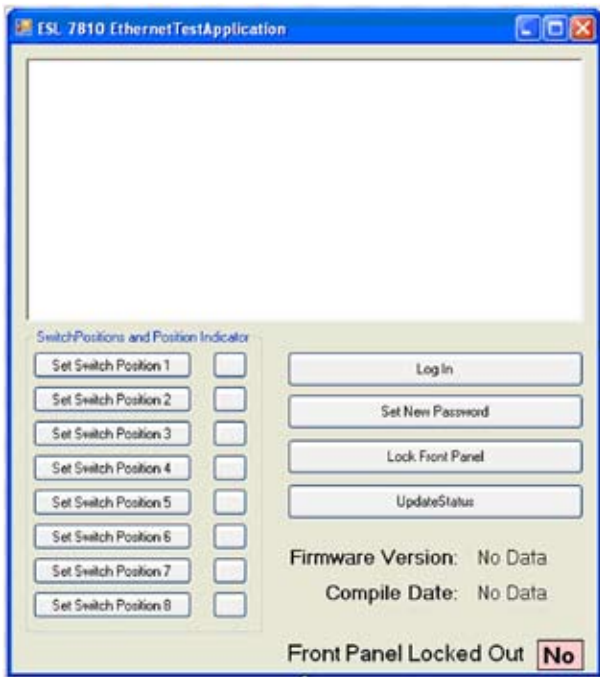 ESL 7810 EthernetTestApplication
SwitchPositions and Position Indicator
Set Switch Position 1
Set Switch Position 2
Set Switch Position 3
Set Switch Position 4
Set Switch Position 5
Set Switch Position 6
Set Switch Position 7
Set Switch Position 8
Log In
Set New Password
Lock Front Panel
UpdateStatus
Firmware Version: No Data
Compile Date: No Data
Front Panel Locked Out No